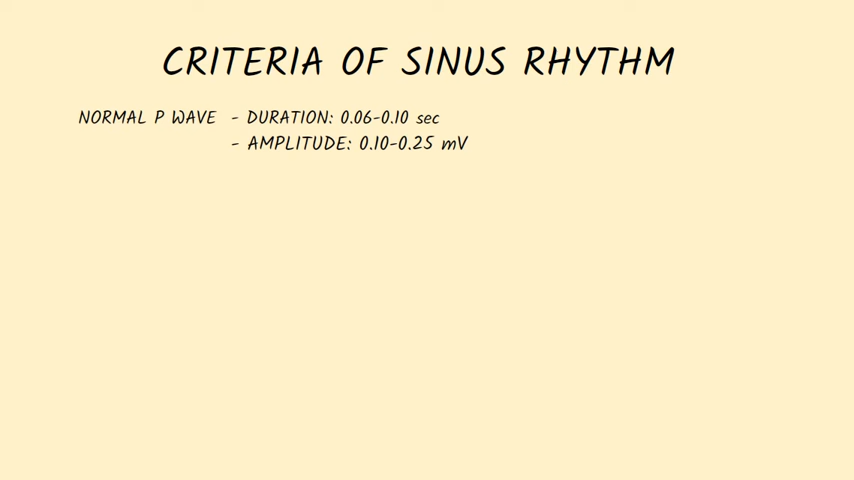 CRITERIA OF SINUS RHYTHM
NORMAL P WAVE - DURATION: 0.06-0.10 sec
- AMPLITUDE: 0.10-0.25 mV